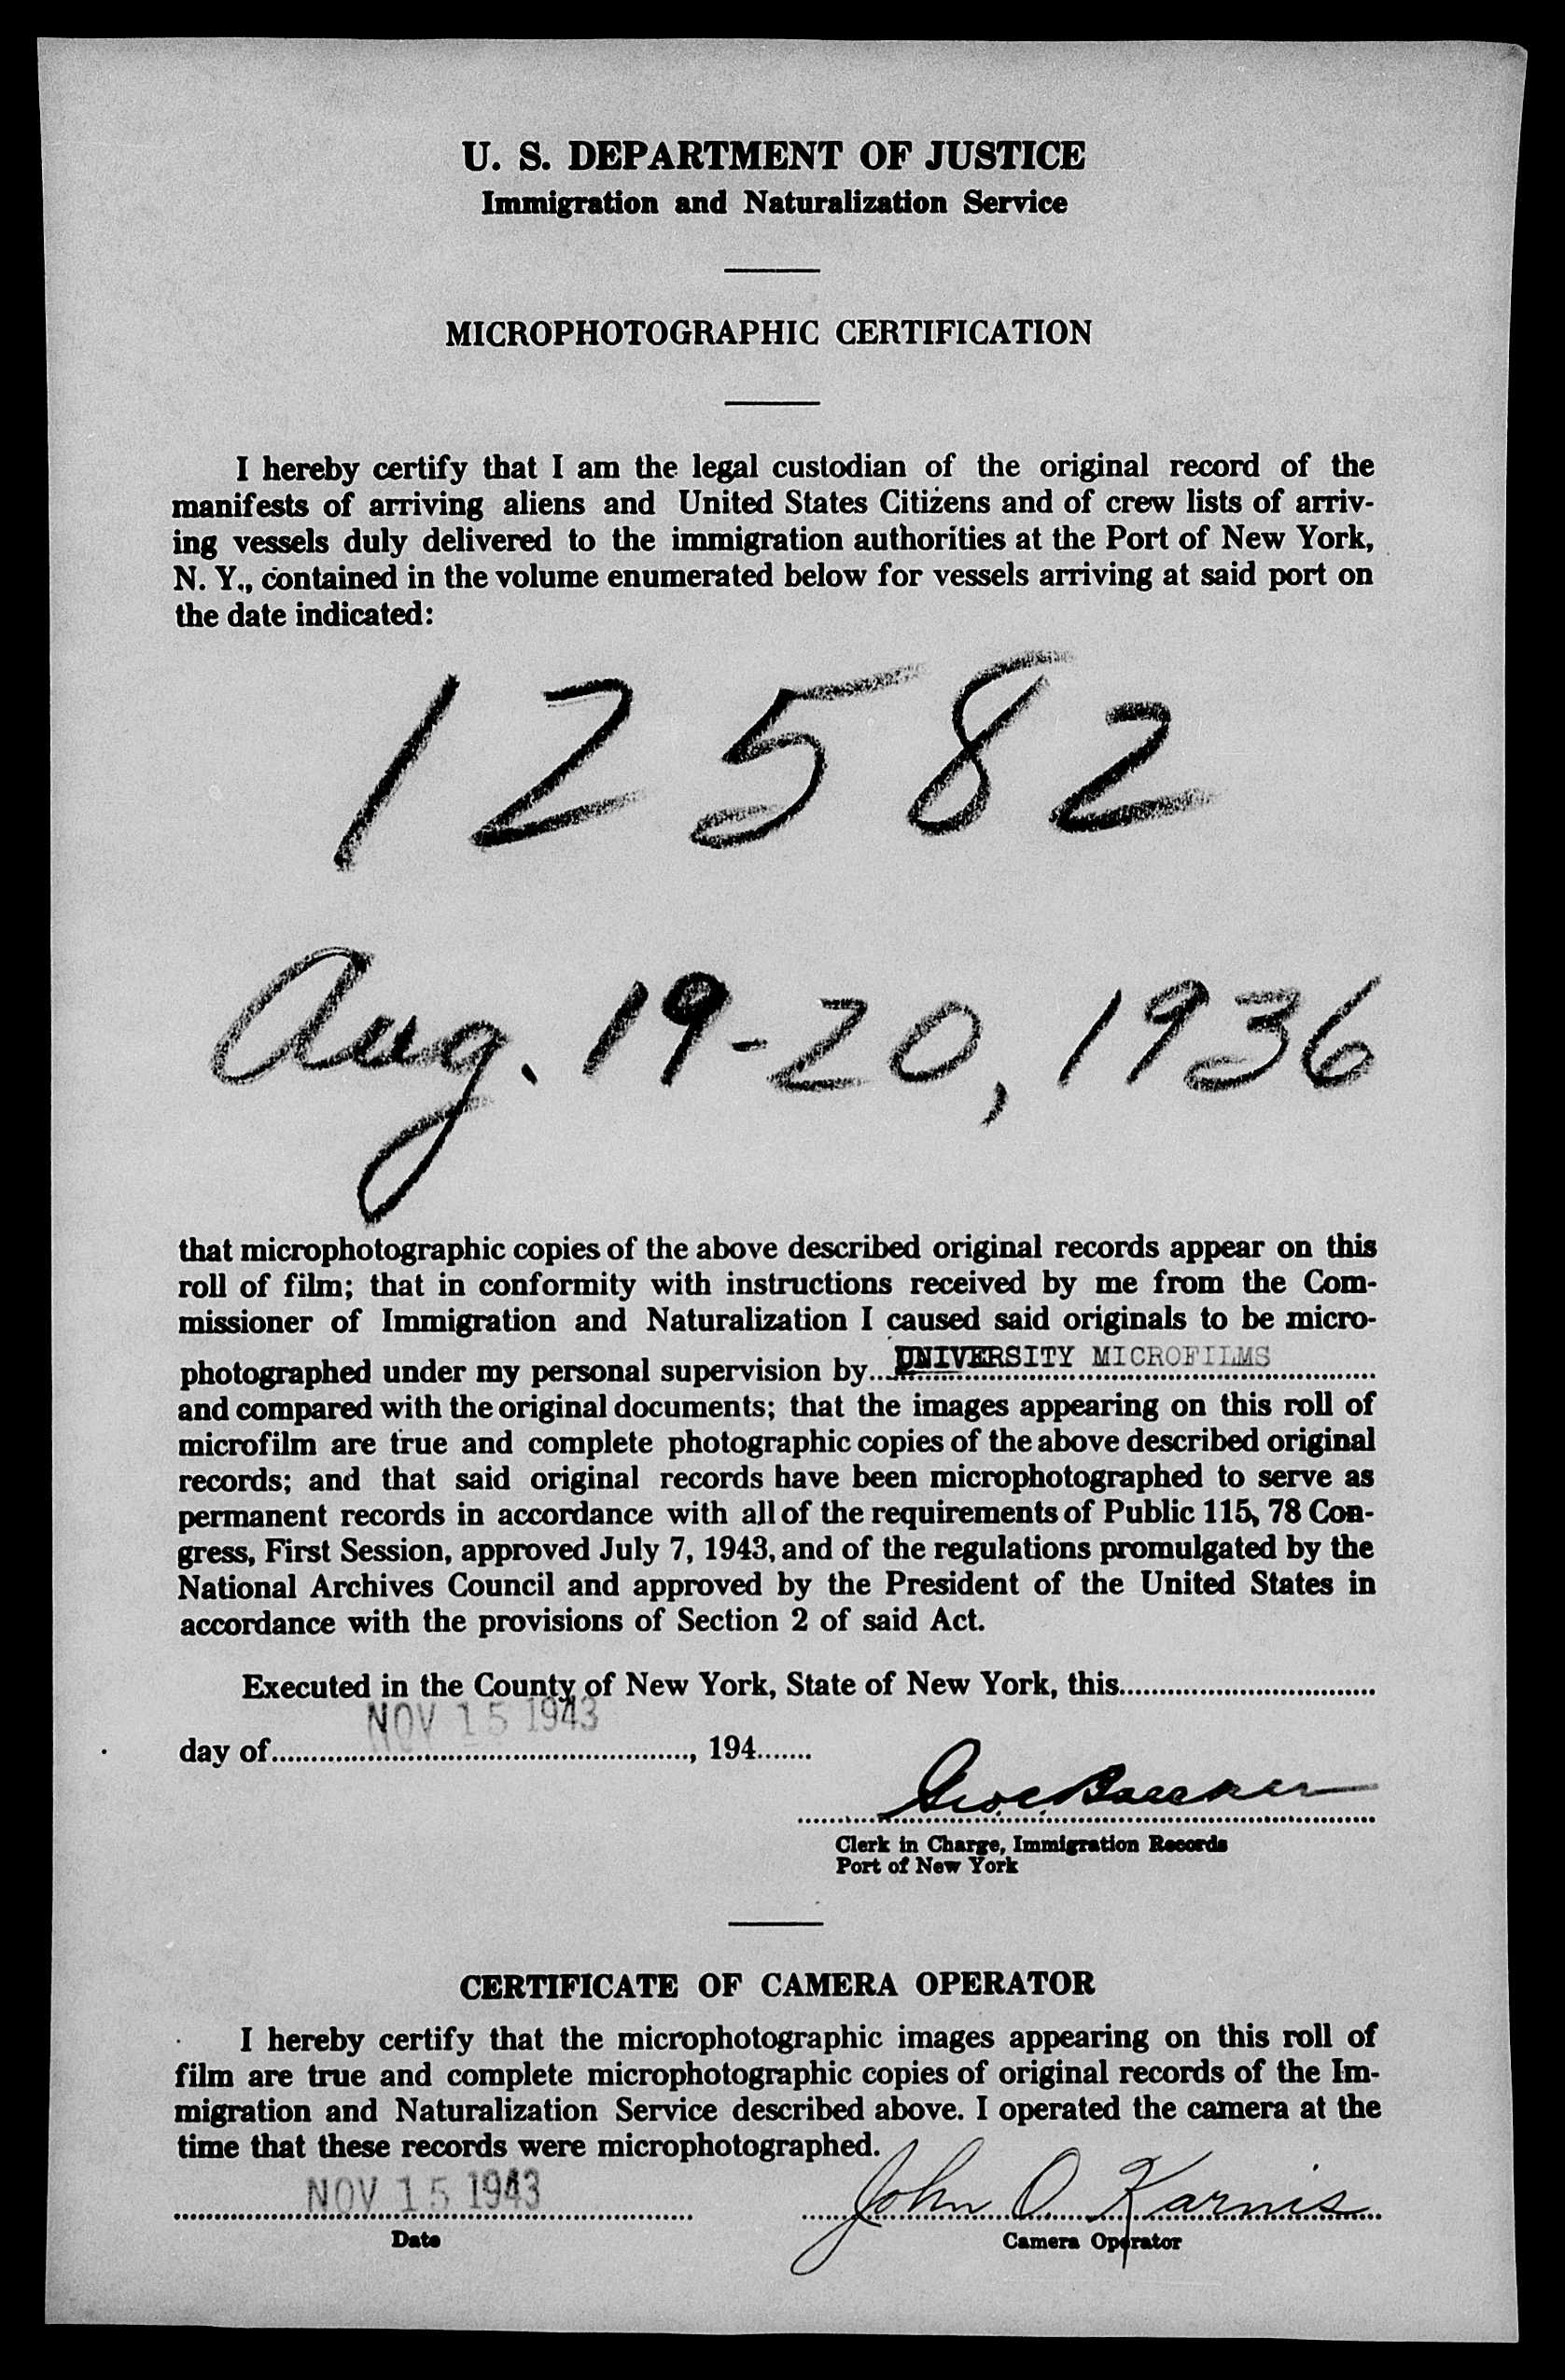 U. S. DEPARTMENT OF JUSTICE
Immigration and Naturalization Service
MICROPHOTOGRAPHIC CERTIFICATION
I hereby certify that I am the legal custodian of the original record of the
manifests of arriving aliens and United States Citizens and of crew lists of arriv-
ing vessels duly delivered to the immigration authorities at the Port of New York,
N. Y., contained in the volume enumerated below for vessels arriving at said port on
the date indicated:
12582
Aug. 19-20, 1936
that microphotographic copies of the above described original records appear on this
roll of film; that in conformity with instructions received by me from the Com-
missioner of Immigration and Naturalization I caused said originals to be micro-
photographed under my personal supervision by UNIVERSITY MICROFILMS
and compared with the original documents; that the images appearing on this roll of
microfilm are true and complete photographic copies of the above described original
records; and that said original records have been microphotographed to serve as
permanent records in accordance with all of the requirements of Public 115, 78 Con-
gress, First Session, approved July 7, 1943, and of the regulations promulgated by the
National Archives Council and approved by the President of the United States in
accordance with the provisions of Section 2 of said Act.
Executed in the County of New York, State of New York, this
NOV 15 1943
day of, 194
Clerk in Charge, Immigration Records
Port of New York
CERTIFICATE OF CAMERA OPERATOR
I hereby certify that the microphotographic images appearing on this roll of
film are true and complete microphotographic copies of original records of the Im-
migration and Naturalization Service described above. I operated the camera at the
time that these records were microphotographed.
NOV 15 1943 John O. Karnis
Date Camera Operator